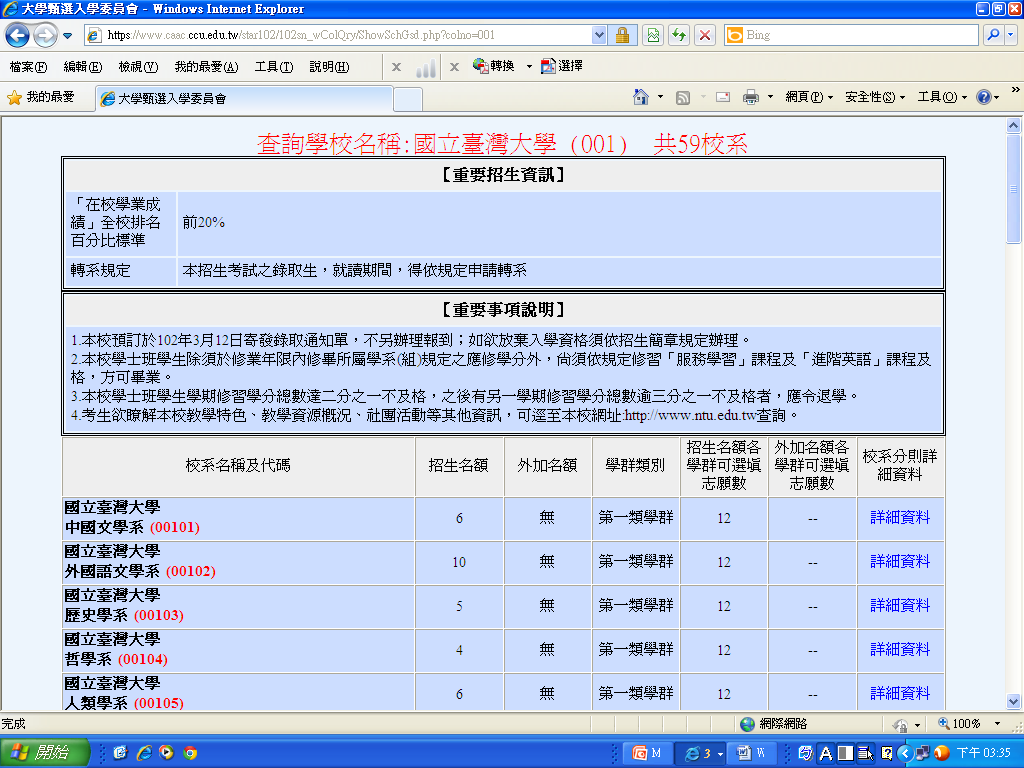 大學甄選入學委員會 - Windows Internet Explorer
https://www.caac.ccu.edu.tw/star102/102sn_wColQry/ShowSchGsd.php?colno=001
Bing
檔案(F) 編輯(E) 檢視(V) 我的最愛(A) 工具(T) 說明(H) 轉換 選擇
我的最愛 大學甄選入學委員會 網頁(P) 安全性(S) 工具(O)
查詢學校名稱:國立臺灣大學 (001) 共59校系
【重要招生資訊】
「在校學業成
績」全校排名
百分比標準
前20%
轉系規定 本招生考試之錄取生，就讀期間，得依規定申請轉系
【重要事項說明】
1.本校預訂於102年3月12日寄發錄取通知單，不另辦理報到；如欲放棄入學資格須依招生簡章規定辦理。
2.本校學士班學生除須於修業年限內修畢所屬學系(組)規定之應修學分外，尚須依規定修習「服務學習」課程及「進階英語」課程及
格，方可畢業。
3.本校學士班學生學期修習學分總數達二分之一不及格，之後有另一學期修習學分總數逾三分之一不及格者，應令退學。
4.考生欲瞭解本校教學特色、教學資源概況、社團活動等其他資訊，可逕至本校網址:http://www.ntu.edu.tw查詢。
校系名稱及代碼
招生名額
外加名額
學群類別
招生名額各
學群可選填
志願數
外加名額各
學群可選填
志願數
校系分則詳
細資料
國立臺灣大學
中國文學系 (00101) 6 無 第一類學群 12 -- 詳細資料
國立臺灣大學
外國語文學系 (00102) 10 無 第一類學群 12 -- 詳細資料
國立臺灣大學
歷史學系 (00103) 5 無 第一類學群 12 -- 詳細資料
國立臺灣大學
哲學系 (00104) 4 無 第一類學群 12 -- 詳細資料
國立臺灣大學
人類學系 (00105) 6 無 第一類學群 12 -- 詳細資料
完成 網際網路 100%
開始 M 3 W A 下午 03:35